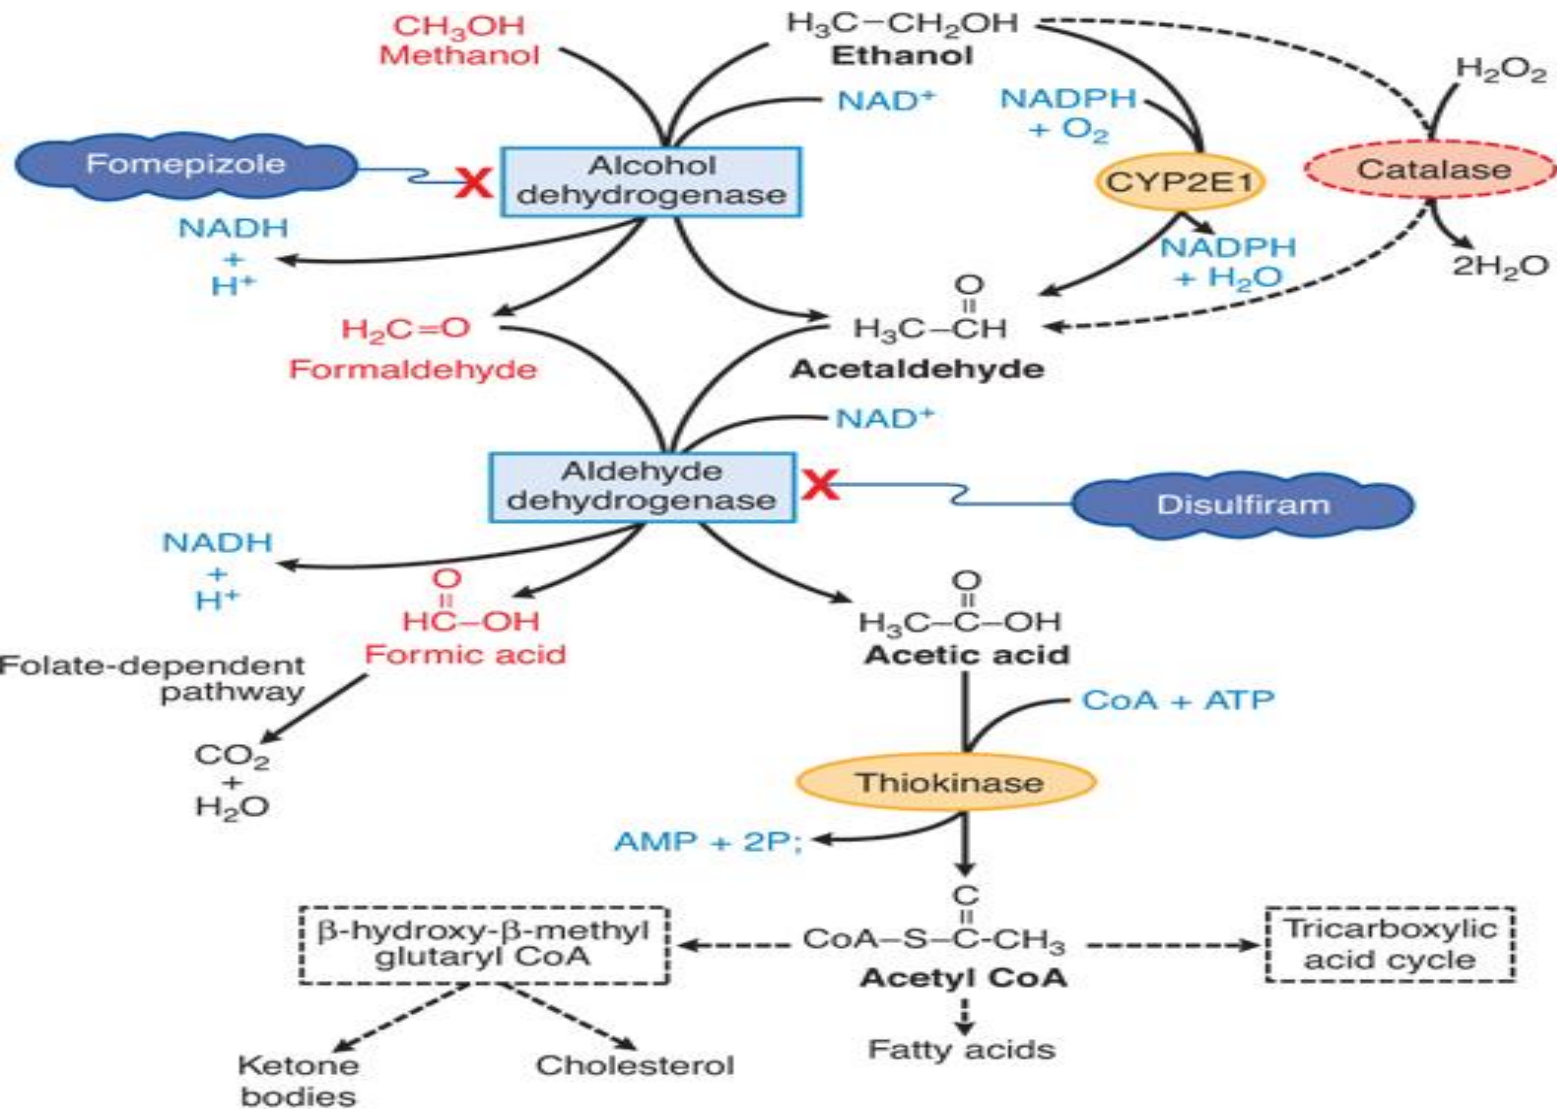 CH₃OH
Methanol
H₃C–CH₂OH
Ethanol
H₂O₂
NAD⁺
NADPH
+ O₂
Fomepizole
X
Alcohol
dehydrogenase
CYP2E1
Catalase
NADH
+
H⁺
NADPH
+ H₂O
2H₂O
H₂C=O
Formaldehyde
O
H₃C–CH
Acetaldehyde
NAD⁺
Aldehyde
dehydrogenase
X
Disulfiram
NADH
+
H⁺
O
HC–OH
Formic acid
O
H₃C–C–OH
Acetic acid
Folate-dependent
pathway
CoA + ATP
CO₂
+
H₂O
Thiokinase
AMP + 2P;
C
CoA–S–C-CH₃
Acetyl CoA
β-hydroxy-β-methyl
glutaryl CoA
Tricarboxylic
acid cycle
Ketone
bodies
Cholesterol
Fatty acids